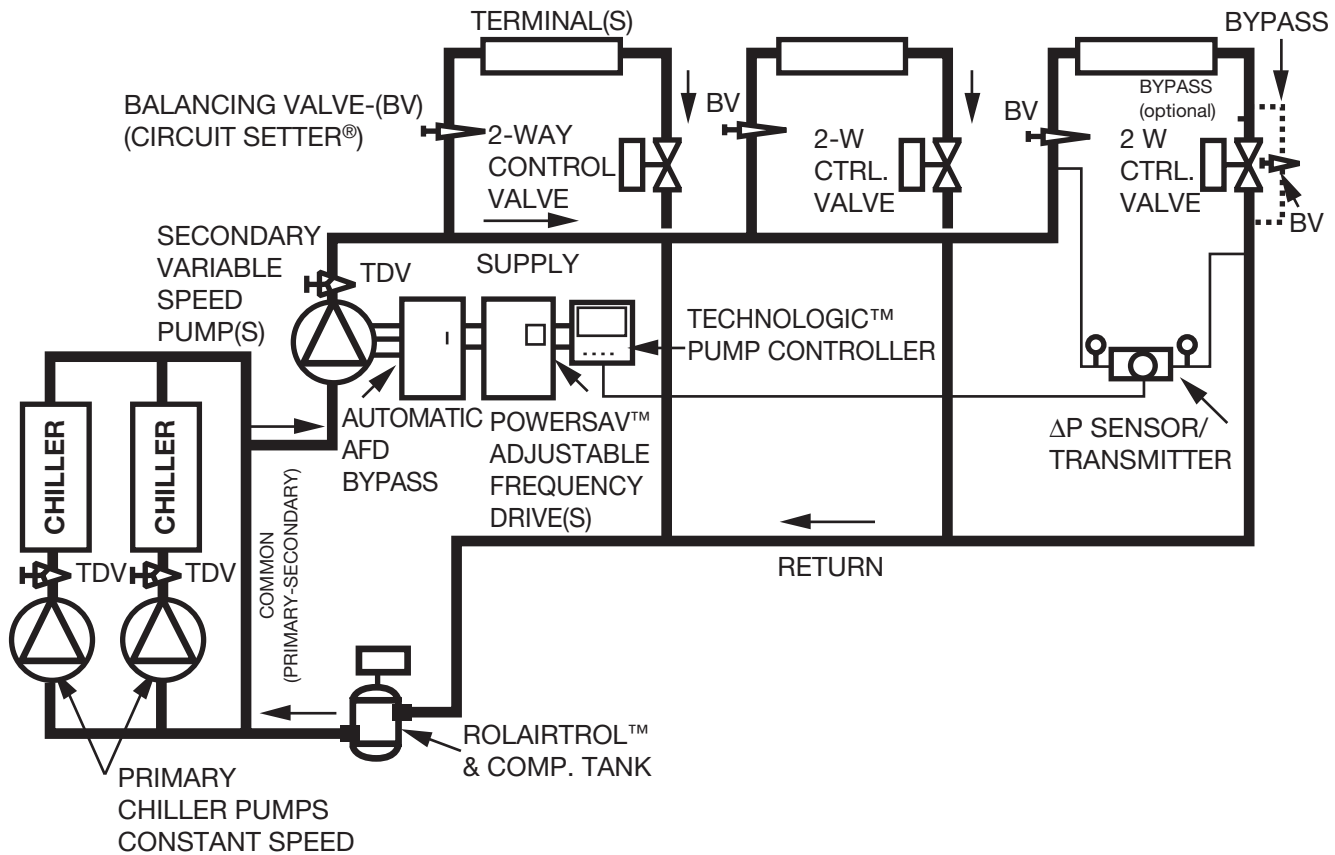 TERMINAL(S)
BYPASS
BALANCING VALVE-(BV)
(CIRCUIT SETTER®)
2-WAY
CONTROL
VALVE
BV
2-W
CTRL.
VALVE
BV
BYPASS
(optional)
2 W
CTRL.
VALVE
BV
SECONDARY
VARIABLE
SPEED
PUMP(S)
TDV
SUPPLY
TECHNOLOGIC™
PUMP CONTROLLER
AUTOMATIC
AFD
BYPASS
POWERSAV™
ADJUSTABLE
FREQUENCY
DRIVE(S)
ΔP SENSOR/
TRANSMITTER
CHILLER
CHILLER
TDV
TDV
COMMON
(PRIMARY-SECONDARY)
RETURN
ROLAIRTROL™
& COMP. TANK
PRIMARY
CHILLER PUMPS
CONSTANT SPEED